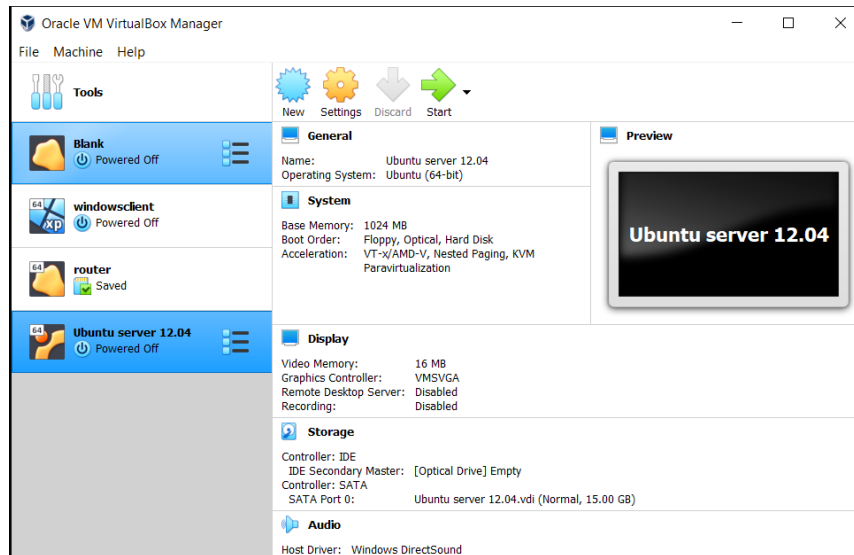 Oracle VM VirtualBox Manager
File Machine Help
Tools
New Settings Discard Start
Blank
Powered Off
64
xp
windowsclient
Powered Off
64
router
Saved
64
Ubuntu server 12.04
Powered Off
General
Name: Ubuntu server 12.04
Operating System: Ubuntu (64-bit)
System
Base Memory: 1024 MB
Boot Order: Floppy, Optical, Hard Disk
Acceleration: VT-x/AMD-V, Nested Paging, KVM
Paravirtualization
Preview
Ubuntu server 12.04
Display
Video Memory: 16 MB
Graphics Controller: VMSVGA
Remote Desktop Server: Disabled
Recording: Disabled
Storage
Controller: IDE
IDE Secondary Master: [Optical Drive] Empty
Controller: SATA
SATA Port 0: Ubuntu server 12.04.vdi (Normal, 15.00 GB)
Audio
Host Driver: Windows DirectSound